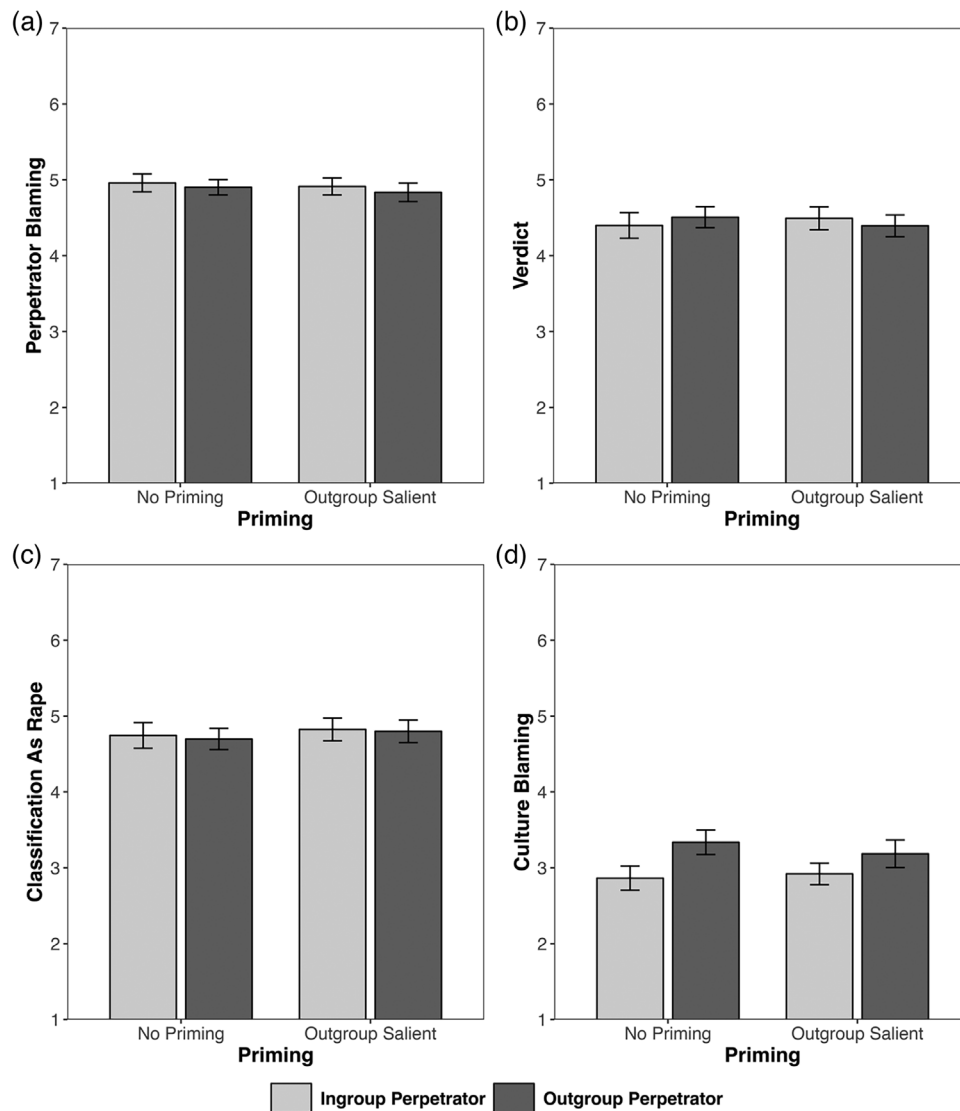 (a)
7
6
5
4
3
2
1
Perpetrator Blaming
No Priming Outgroup Salient
Priming
(b)
7
6
5
4
3
2
1
Verdict
No Priming Outgroup Salient
Priming
(c)
7
6
5
4
3
2
1
Classification As Rape
No Priming Outgroup Salient
Priming
(d)
7
6
5
4
3
2
1
Culture Blaming
No Priming Outgroup Salient
Priming
Ingroup Perpetrator Outgroup Perpetrator